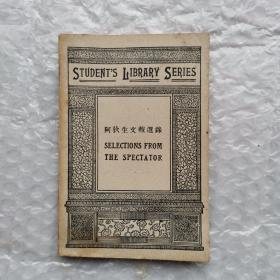 STUDENT'S LIBRARY SERIES
阿狄生文報選錄
SELECTIONS FROM
THE SPECTATOR